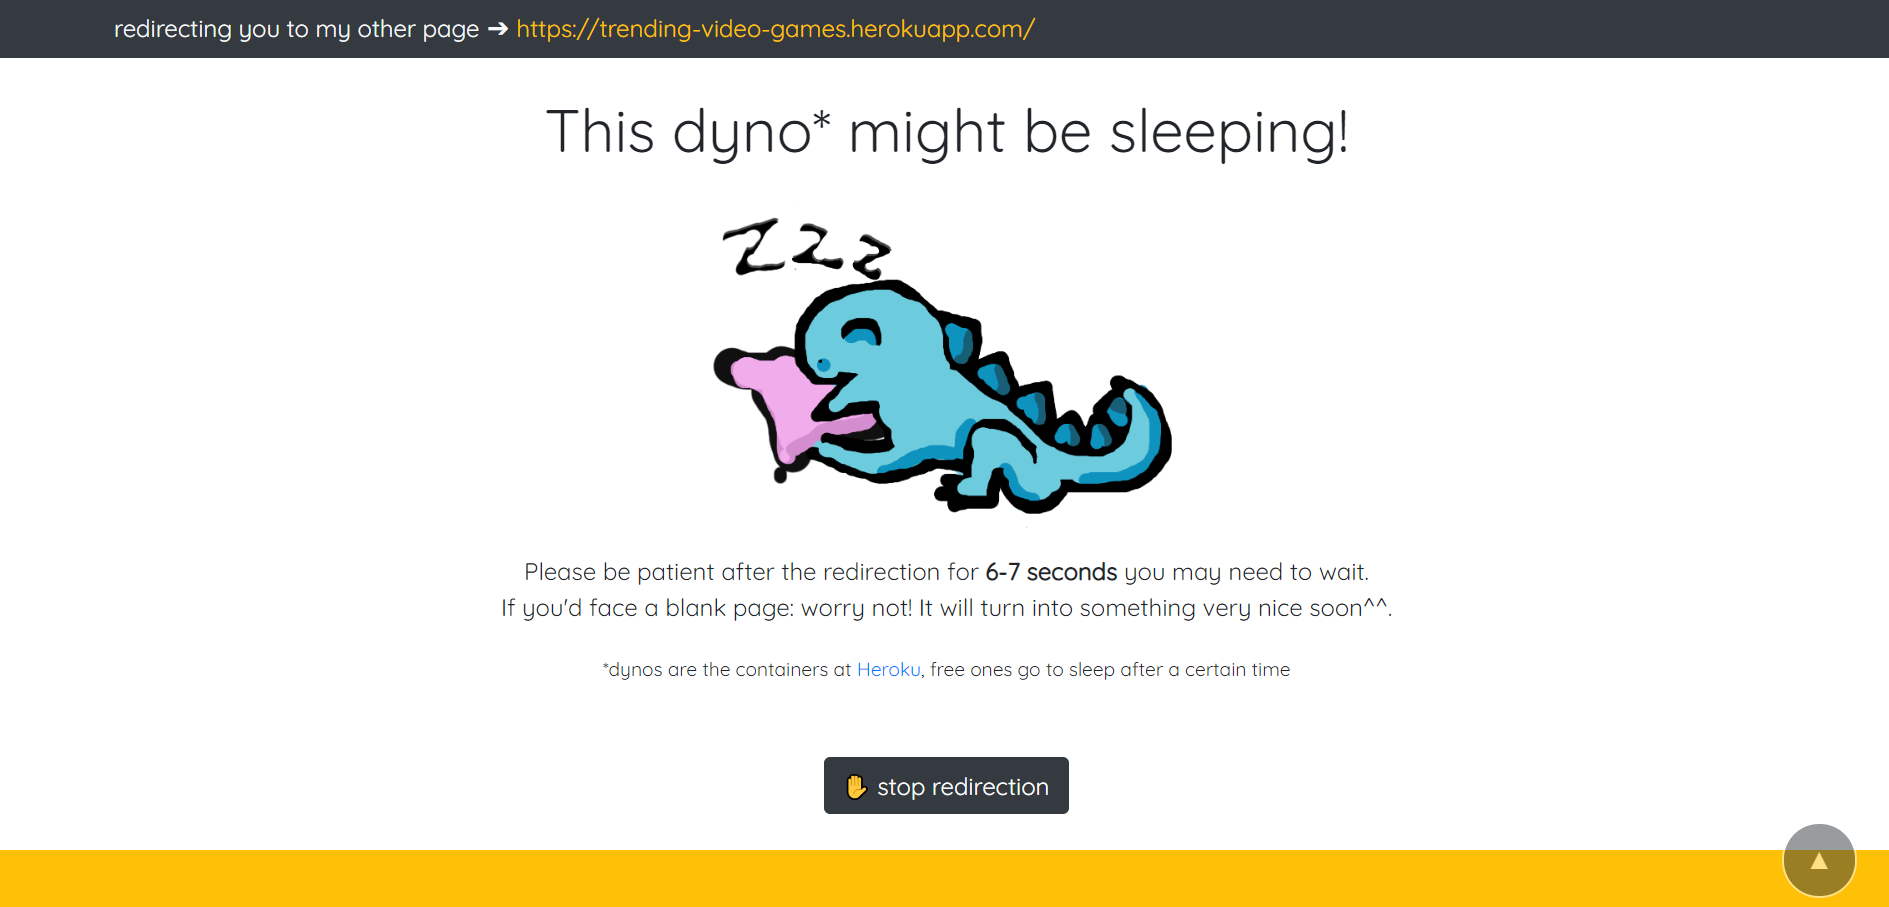 redirecting you to my other page ➔ https://trending-video-games.herokuapp.com/
This dyno* might be sleeping!
Z Z Z
Please be patient after the redirection for 6-7 seconds you may need to wait.
If you'd face a blank page: worry not! It will turn into something very nice soon^^.
*dynos are the containers at Heroku, free ones go to sleep after a certain time
✋ stop redirection
▲